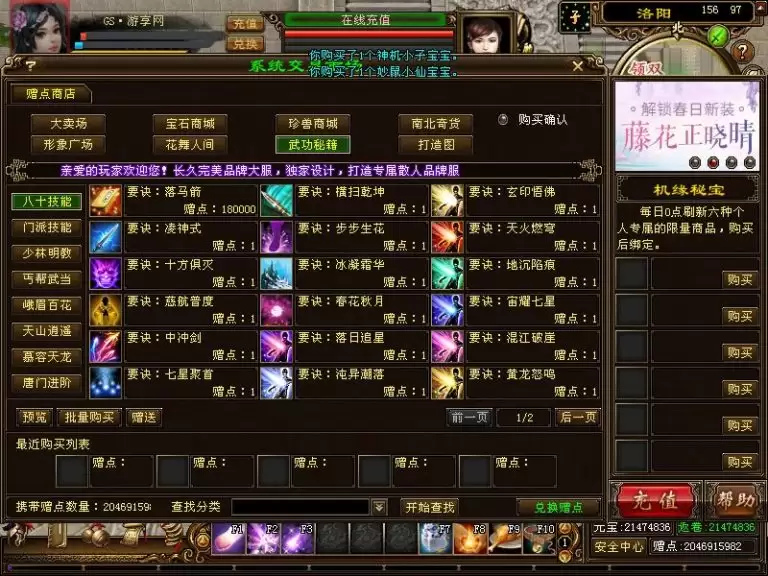 GS·游享网
充值
在线充值
兑换
子
洛阳
156 97
北
你购买了1个神机小子宝宝。
你购买了1个妙鼠小仙宝宝。
?
赠点商店
大卖场
宝石商城
珍兽商城
南北奇货
购买确认
形象广场
花舞人间
武功秘籍
打造图
亲爱的玩家欢迎您！长久完美品牌大服，独家设计，打造专属散人品牌服
领双
解锁春日新装
藤花正晓晴
八十技能
门派技能
少林明教
丐帮武当
峨眉百花
天山逍遥
慕容天龙
唐门进阶
要诀：落马箭
赠点：180000
要诀：横扫乾坤
赠点：1
要诀：玄印悟佛
赠点：1
要诀：凌神式
赠点：1
要诀：步步生花
赠点：1
要诀：天火燃穹
赠点：1
要诀：十方俱灭
赠点：1
要诀：冰凝霜华
赠点：1
要诀：地沉陷痕
赠点：1
要诀：慈航普度
赠点：1
要诀：春花秋月
赠点：1
要诀：宙耀七星
赠点：1
要诀：中冲剑
赠点：1
要诀：落日追星
赠点：1
要诀：混江破崖
赠点：1
要诀：七星聚首
赠点：1
要诀：沌异潮落
赠点：1
要诀：黄龙怒鸣
赠点：1
预览
批量购买
赠送
前一页
1/2
后一页
最近购买列表
赠点：
赠点：
赠点：
赠点：
赠点：
携带赠点数量：20469159
查找分类
开始查找
兑换赠点
机缘秘宝
每日0点刷新六种个
人专属的限量商品，购买
后绑定。
购买
购买
购买
购买
购买
购买
充值
帮助
F1 F2 F3 F7 F8 F9 F10
1
元宝：21474836
返卷：21474836
安全中心
赠点：2046915982